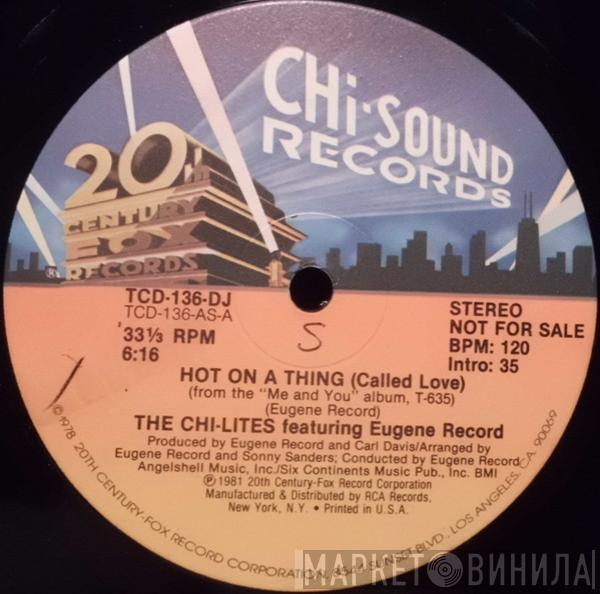 CHi-SOUND
RECORDS
20th
CENTURY
FOX
RECORDS
®
TCD-136-DJ
TCD-136-AS-A
33⅓ RPM
6:16
S
STEREO
NOT FOR SALE
BPM: 120
Intro: 35
HOT ON A THING (Called Love)
(from the "Me and You" album, T-635)
(Eugene Record)
THE CHI-LITES featuring Eugene Record
Produced by Eugene Record and Carl Davis/Arranged by
Eugene Record and Sonny Sanders; Conducted by Eugene Record
Angelshell Music, Inc./Six Continents Music Pub., Inc. BMI
℗1981 20th Century-Fox Record Corporation
Manufactured & Distributed by RCA Records,
New York, N.Y. • Printed in U.S.A.
©1978 20TH CENTURY-FOX RECORD CORPORATION, 8544 SUNSET BLVD., LOS ANGELES, CA. 90069
МАРКЕТ ВИНИЛА